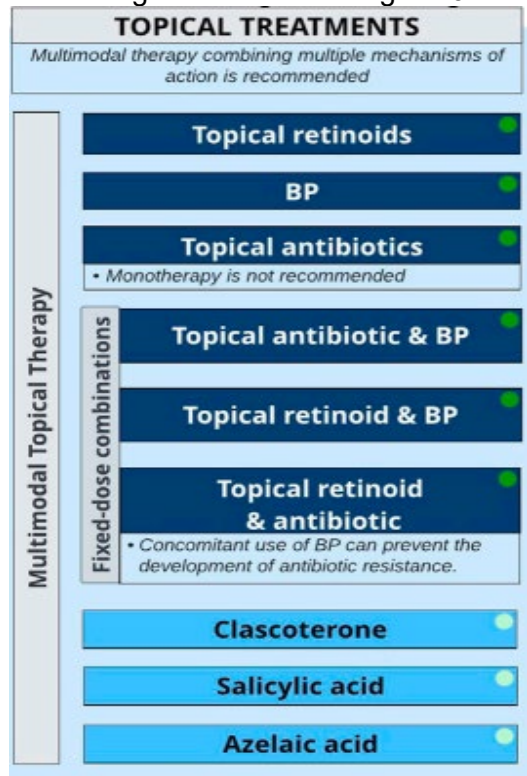 TOPICAL TREATMENTS
Multimodal therapy combining multiple mechanisms of
action is recommended
Multimodal Topical Therapy
Topical retinoids
BP
Topical antibiotics
• Monotherapy is not recommended
Fixed-dose combinations
Topical antibiotic & BP
Topical retinoid & BP
Topical retinoid
& antibiotic
• Concomitant use of BP can prevent the
development of antibiotic resistance.
Clascoterone
Salicylic acid
Azelaic acid